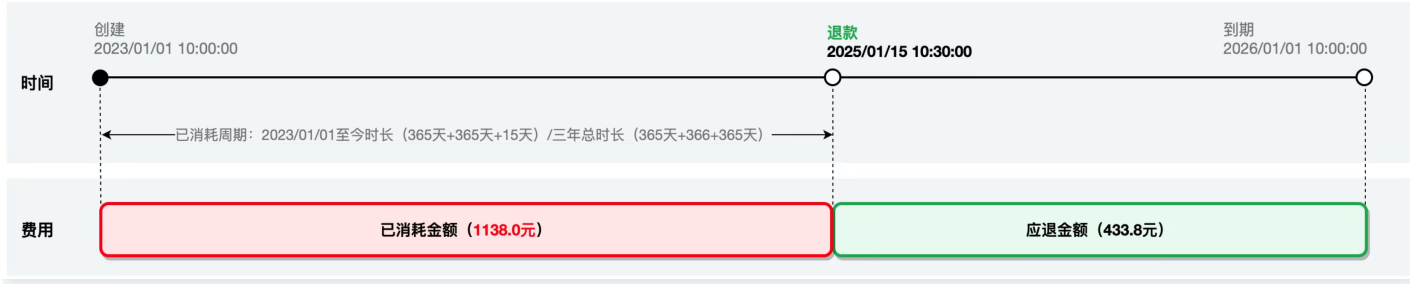 创建
2023/01/01 10:00:00
退款
2025/01/15 10:30:00
到期
2026/01/01 10:00:00
时间
已消耗周期：2023/01/01至今时长（365天+365天+15天）/三年总时长（365天+366+365天）
费用
已消耗金额（1138.0元）
应退金额（433.8元）